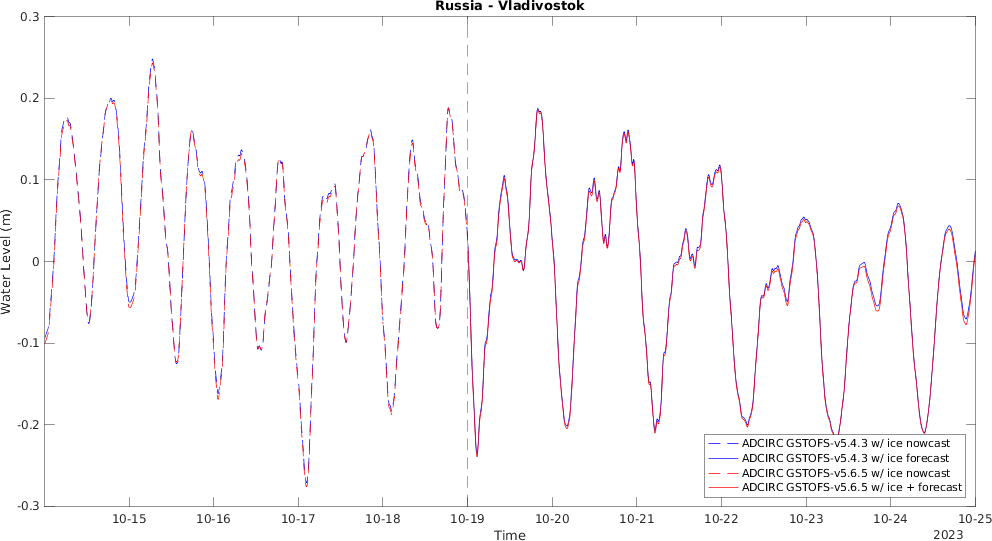 Russia - Vladivostok
Water Level (m)
0.3
0.2
0.1
0
-0.1
-0.2
-0.3
ADCIRC GSTOFS-v5.4.3 w/ ice nowcast
ADCIRC GSTOFS-v5.4.3 w/ ice forecast
ADCIRC GSTOFS-v5.6.5 w/ ice nowcast
ADCIRC GSTOFS-v5.6.5 w/ ice + forecast
10-15 10-16 10-17 10-18 10-19 10-20 10-21 10-22 10-23 10-24 10-25
Time
2023